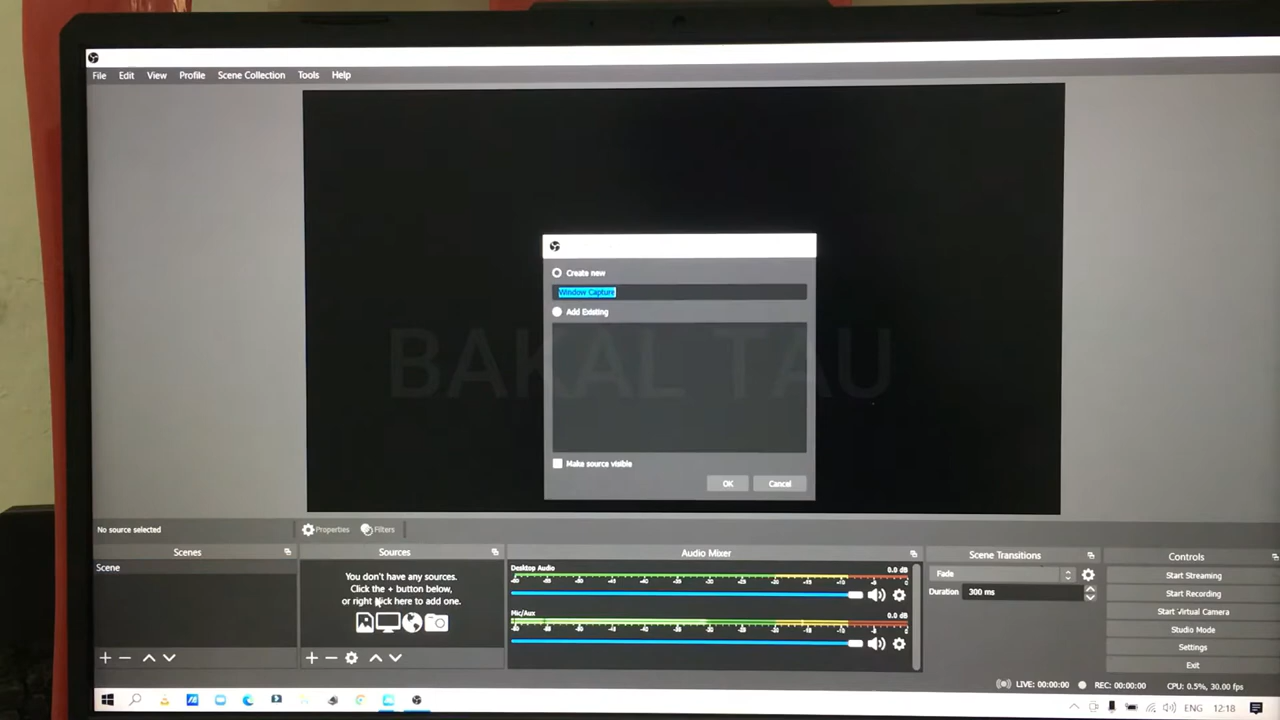 File Edit View Profile Scene Collection Tools Help
Create new
Window Capture
Add Existing
BAKAL TAU
Make source visible
OK Cancel
No source selected Properties Filters
Scenes Sources Audio Mixer Scene Transitions Controls
Scene
You don't have any sources.
Click the + button below,
or right click here to add one.
Desktop Audio 0.0 dB
Mic/Aux 0.0 dB
Fade
Duration 300 ms
Start Streaming
Start Recording
Start Virtual Camera
Studio Mode
Settings
Exit
LIVE: 00:00:00 REC: 00:00:00 CPU: 0.5%, 30.00 fps
ENG 12:18